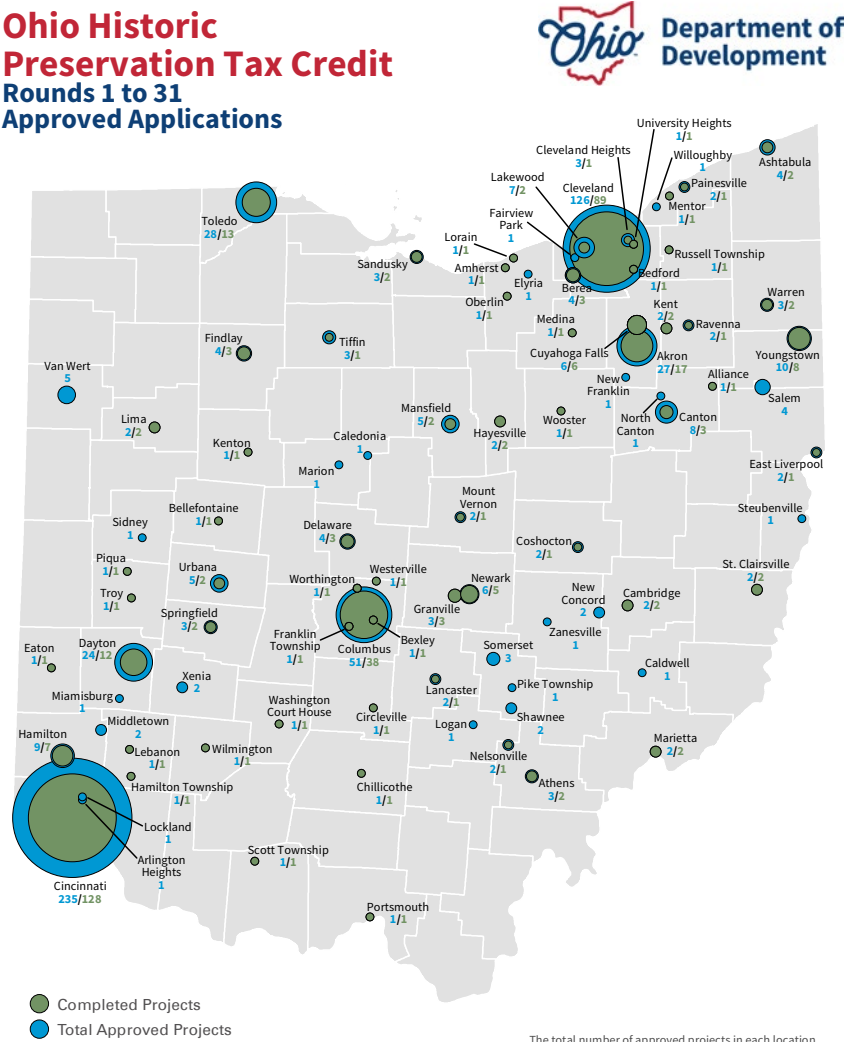 Ohio Historic
Preservation Tax Credit
Rounds 1 to 31
Approved Applications
Ohio
Department of
Development
University Heights
1/1
Cleveland Heights
3/1
Willoughby
1
Ashtabula
4/2
Lakewood
7/2
Cleveland
126/89
Painesville
2/1
Mentor
1/1
Fairview
Park
1
Toledo
28/13
Lorain
1/1
Russell Township
1/1
Sandusky
3/2
Amherst
1/1
Elyria
1
Berea
4/3
Bedford
1/1
Oberlin
1/1
Warren
3/2
Kent
2/2
Medina
1/1
Ravenna
2/1
Findlay
4/3
Tiffin
3/1
Cuyahoga Falls
6/6
Akron
27/17
Youngstown
10/8
Van Wert
5
New
Franklin
1
Alliance
1/1
Salem
4
Mansfield
5/2
Lima
2/2
Hayesville
2/2
Wooster
1/1
North
Canton
1
Canton
8/3
Kenton
1/1
Caledonia
1
Marion
1
East Liverpool
2/1
Mount
Vernon
2/1
Steubenville
1
Bellefontaine
1/1
Sidney
1
Delaware
4/3
Coshocton
2/1
Piqua
1/1
Urbana
5/2
Westerville
1/1
Worthington
1/1
Newark
6/5
St. Clairsville
2/2
Troy
1/1
New
Concord
2
Cambridge
2/2
Springfield
3/2
Granville
3/3
Zanesville
1
Franklin
Township
1/1
Columbus
51/38
Bexley
1/1
Eaton
1/1
Dayton
24/12
Somerset
3
Caldwell
1
Xenia
2
Miamisburg
1
Lancaster
2/1
Pike Township
1
Washington
Court House
1/1
Circleville
1/1
Logan
1
Shawnee
2
Middletown
2
Hamilton
9/7
Lebanon
1/1
Wilmington
1/1
Nelsonville
2/1
Marietta
2/2
Hamilton Township
1/1
Chillicothe
1/1
Athens
3/2
Lockland
1
Arlington
Heights
1
Scott Township
1/1
Cincinnati
235/128
Portsmouth
1/1
Completed Projects
Total Approved Projects
The total number of approved projects in each location